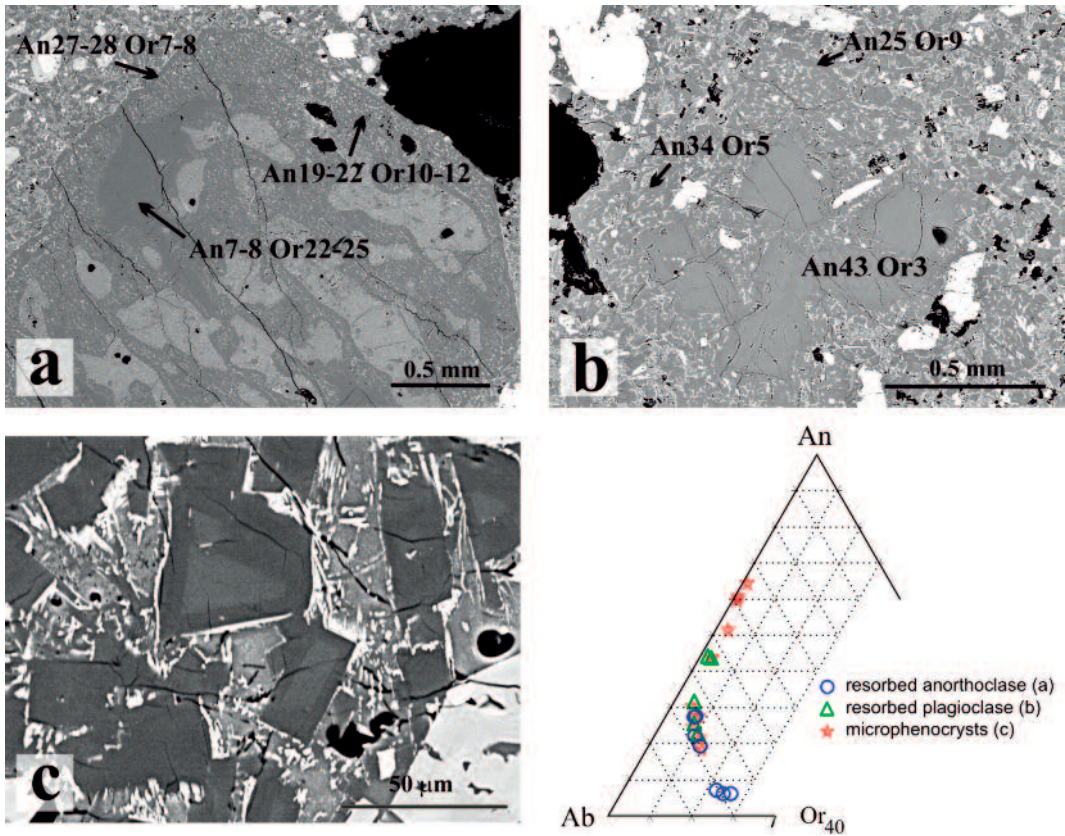 An27-28 Or7-8
An19-22 Or10-12
An7-8 Or22-25
a
0.5 mm
An25 Or9
An34 Or5
An43 Or3
b
0.5 mm
c
50 μm
An
resorbed anorthoclase (a)
resorbed plagioclase (b)
microphenocrysts (c)
Ab
Or40